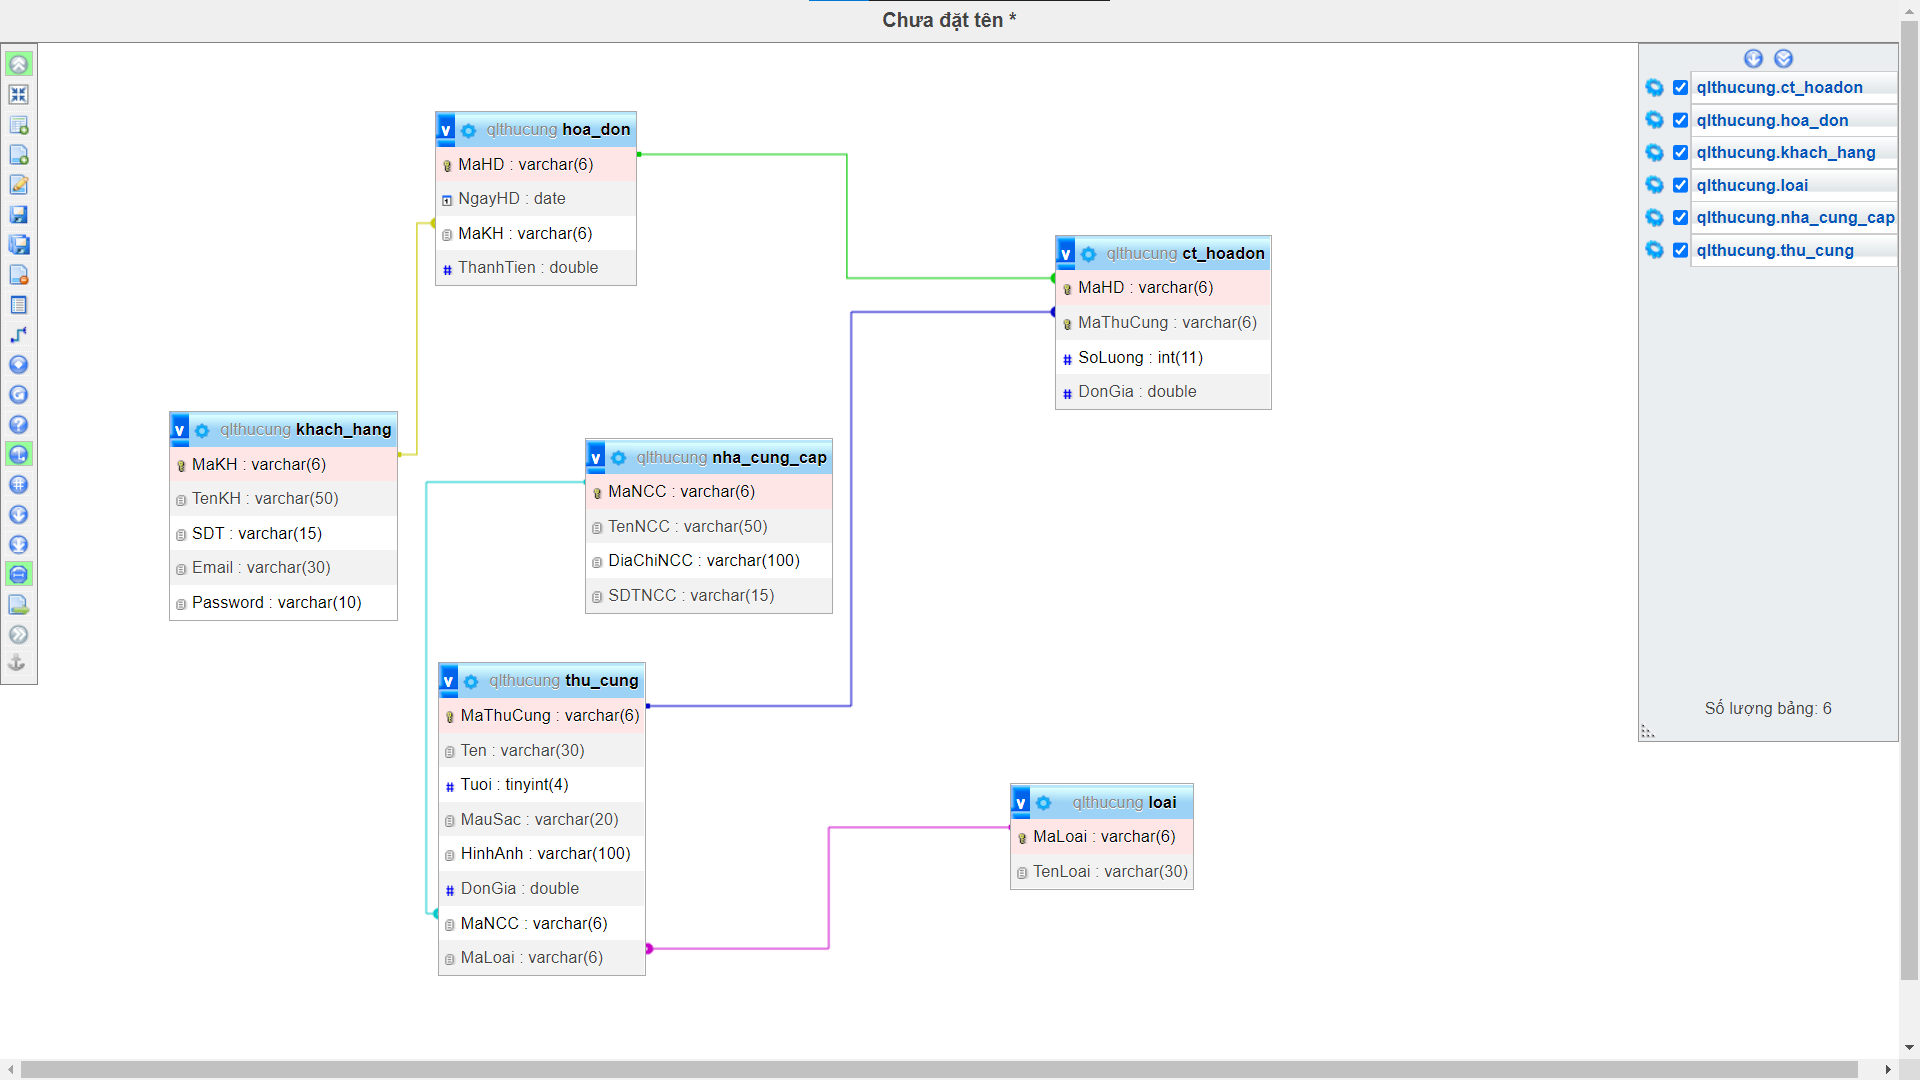 Chưa đặt tên *
v qlthucung hoa_don
MaHD : varchar(6)
NgayHD : date
MaKH : varchar(6)
# ThanhTien : double
v qlthucung ct_hoadon
MaHD : varchar(6)
MaThuCung : varchar(6)
# SoLuong : int(11)
# DonGia : double
v qlthucung khach_hang
MaKH : varchar(6)
TenKH : varchar(50)
SDT : varchar(15)
Email : varchar(30)
Password : varchar(10)
v qlthucung nha_cung_cap
MaNCC : varchar(6)
TenNCC : varchar(50)
DiaChiNCC : varchar(100)
SDTNCC : varchar(15)
v qlthucung thu_cung
MaThuCung : varchar(6)
Ten : varchar(30)
# Tuoi : tinyint(4)
MauSac : varchar(20)
HinhAnh : varchar(100)
# DonGia : double
MaNCC : varchar(6)
MaLoai : varchar(6)
v qlthucung loai
MaLoai : varchar(6)
TenLoai : varchar(30)
qlthucung.ct_hoadon
qlthucung.hoa_don
qlthucung.khach_hang
qlthucung.loai
qlthucung.nha_cung_cap
qlthucung.thu_cung
Số lượng bảng: 6